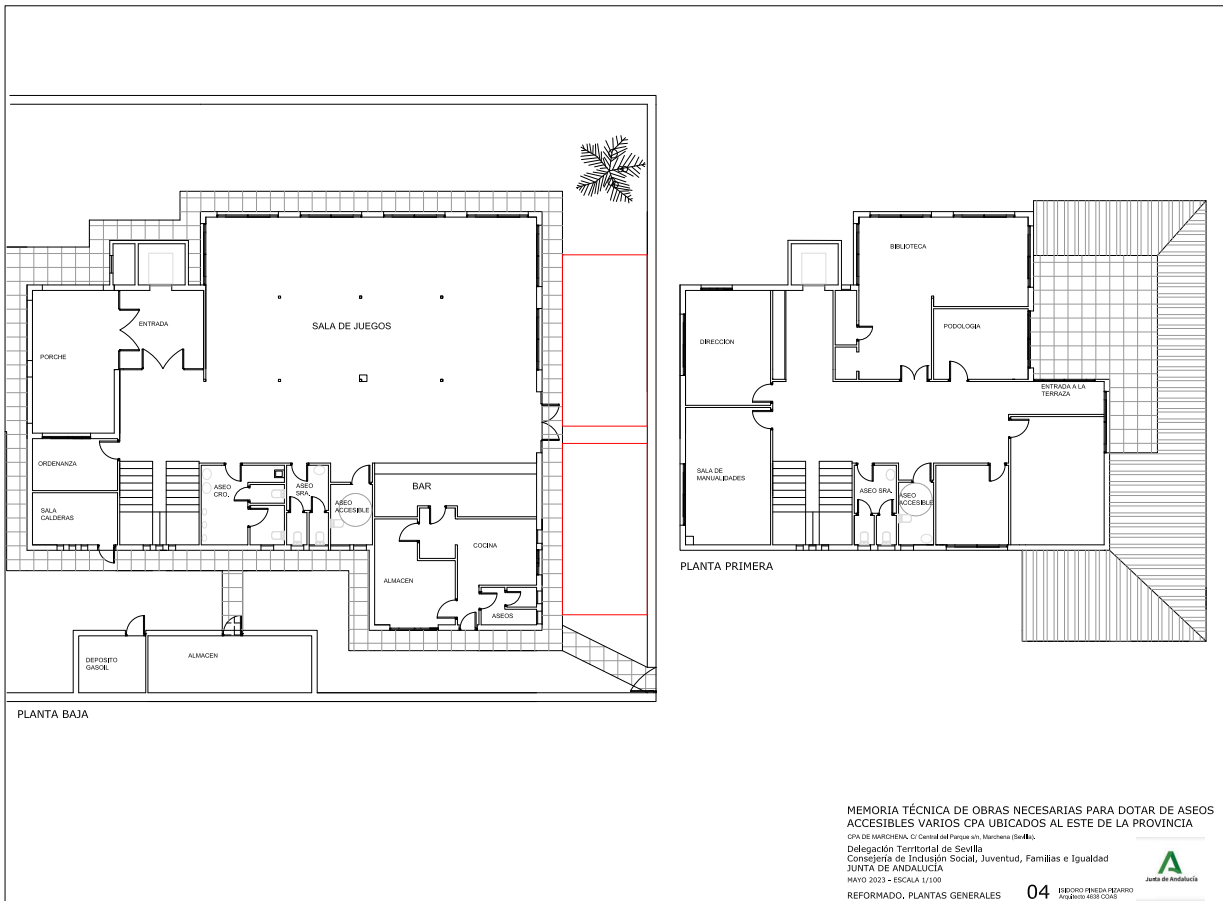 ENTRADA
SALA DE JUEGOS
PORCHE
ORDENANZA
SALA
CALDERAS
ASEO
CRO.
ASEO
SRA.
ASEO
ACCESIBLE
BAR
COCINA
ALMACEN
ASEOS
DEPOSITO
GASOIL
ALMACEN
PLANTA BAJA
BIBLIOTECA
DIRECCION
PODOLOGIA
ENTRADA A LA
TERRAZA
SALA DE
MANUALIDADES
ASEO SRA.
ASEO
ACCESIBLE
PLANTA PRIMERA
MEMORIA TÉCNICA DE OBRAS NECESARIAS PARA DOTAR DE ASEOS
ACCESIBLES VARIOS CPA UBICADOS AL ESTE DE LA PROVINCIA
CPA DE MARCHENA. C/ Central del Parque s/n, Marchena (Sevilla).
Delegación Territorial de Sevilla
Consejería de Inclusión Social, Juventud, Familias e Igualdad
JUNTA DE ANDALUCÍA
MAYO 2023 - ESCALA 1/100
REFORMADO. PLANTAS GENERALES
04
ISIDORO PINEDA PIZARRO
Arquitecto 4638 COAS
Junta de Andalucía